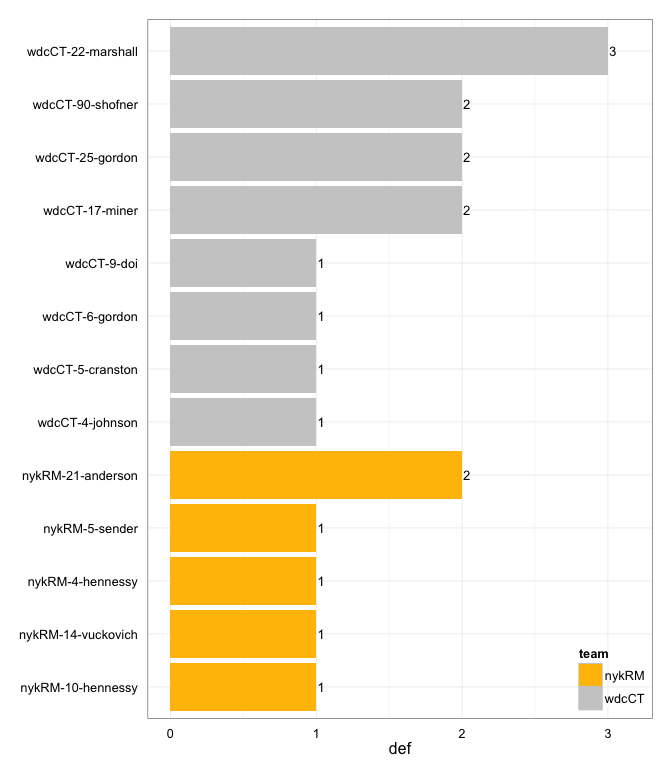 wdcCT-22-marshall 3
wdcCT-90-shofner 2
wdcCT-25-gordon 2
wdcCT-17-miner 2
wdcCT-9-doi 1
wdcCT-6-gordon 1
wdcCT-5-cranston 1
wdcCT-4-johnson 1
nykRM-21-anderson 2
nykRM-5-sender 1
nykRM-4-hennessy 1
nykRM-14-vuckovich 1
nykRM-10-hennessy 1
team
nykRM
wdcCT
0 1 2 3
def